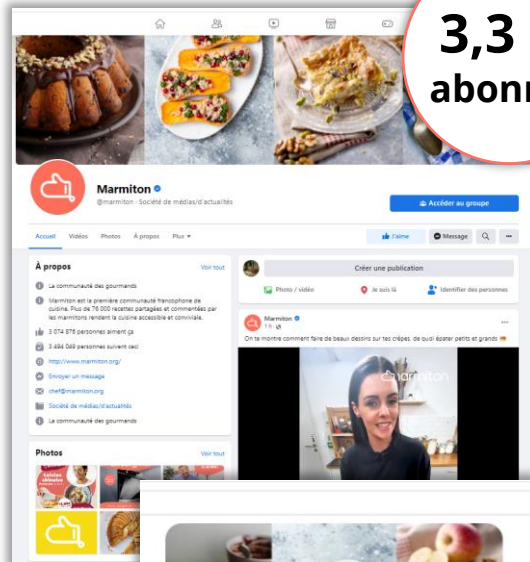 3,3
abonn
Marmiton
@marmiton · Société de médias/d'actualités
Accéder au groupe
Accueil Vidéos Photos À propos Plus
J'aime Message
À propos Voir tout
La communauté des gourmands
Marmiton est la première communauté francophone de
cuisine. Plus de 76 000 recettes partagées et commentées par
les marmitons rendent la cuisine accessible et conviviale.
3 074 876 personnes aiment ça
3 494 069 personnes suivent ceci
http://www.marmiton.org/
Envoyer un message
chef@marmiton.org
Société de médias/d'actualités
La communauté des gourmands
Photos Voir tout
Créer une publication
Photo / vidéo Je suis là Identifier des personnes
Marmiton
1 h
On te montre comment faire de beaux dessins sur tes crêpes, de quoi épater petits et grands
marmiton